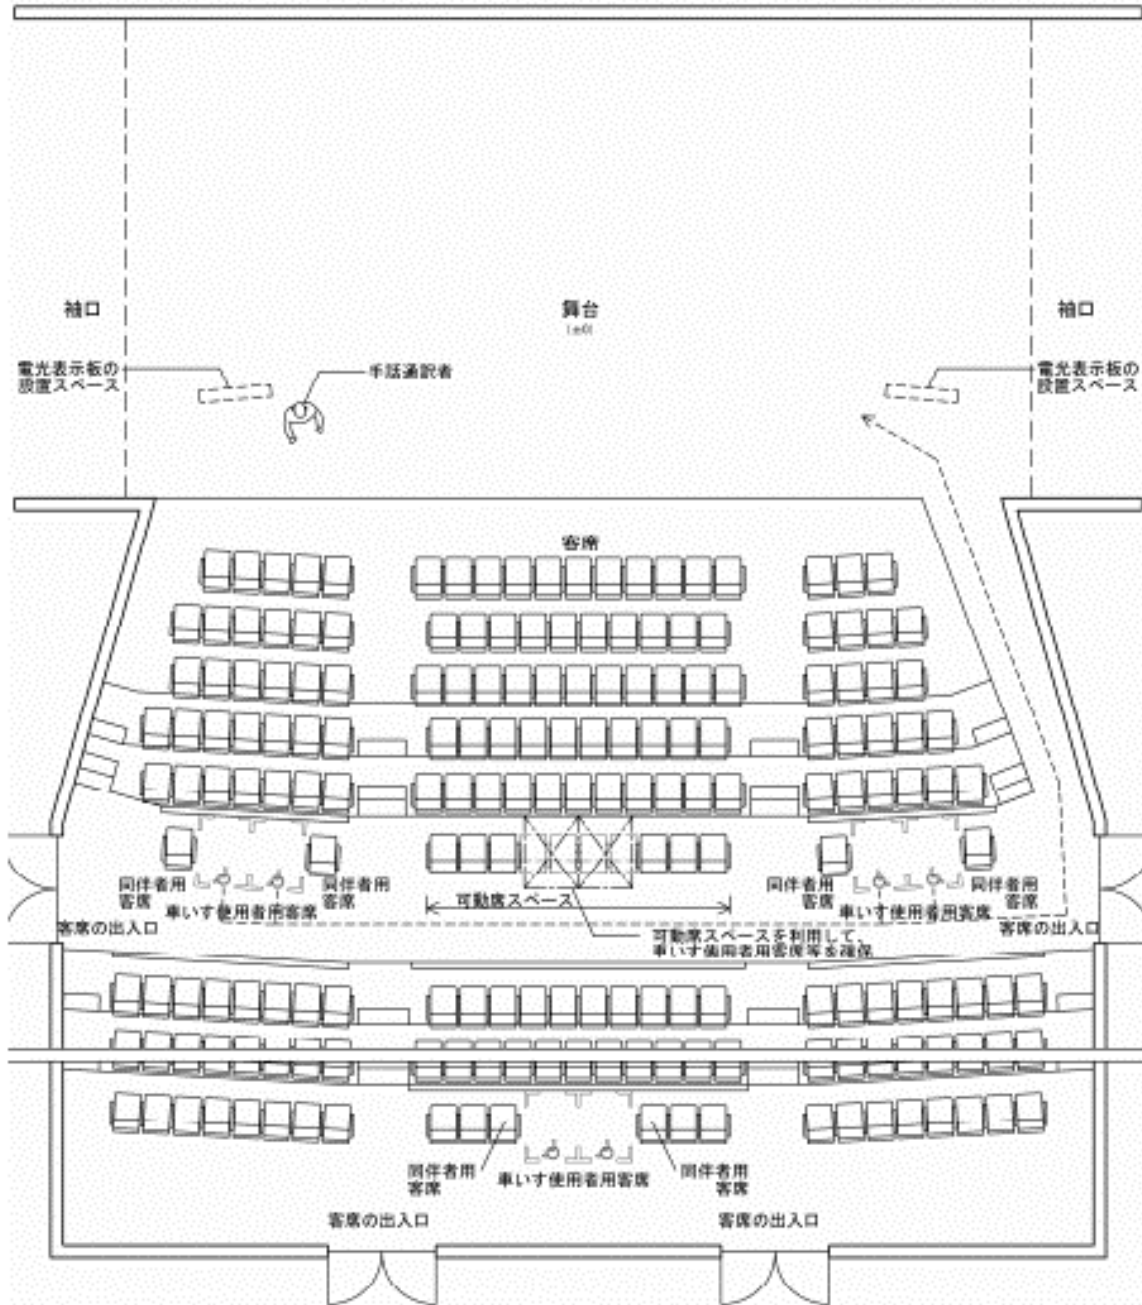 袖口
舞台
(±0)
袖口
電光表示板の
設置スペース
手話通訳者
電光表示板の
設置スペース
客席
同伴者用
客席
同伴者用
客席
車いす使用者用客席
客席の出入口
可動席スペース
同伴者用
客席
同伴者用
客席
車いす使用者用客席
客席の出入口
可動席スペースを利用して、
車いす使用者用客席等を確保
同伴者用
客席
車いす使用者用客席
同伴者用
客席
客席の出入口
客席の出入口